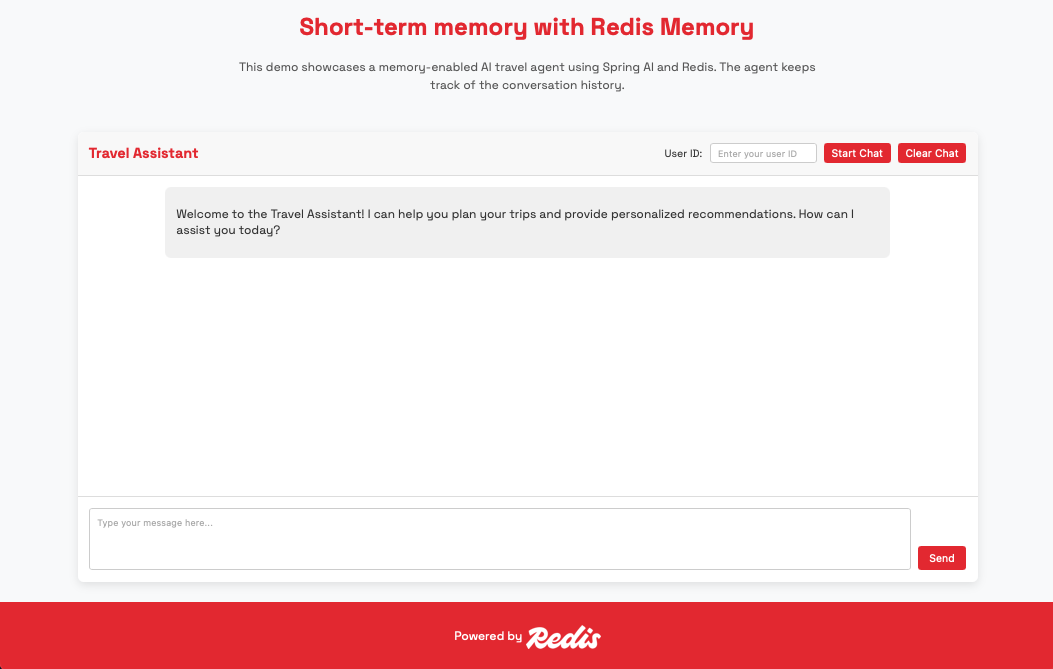 Short-term memory with Redis Memory
This demo showcases a memory-enabled AI travel agent using Spring AI and Redis. The agent keeps
track of the conversation history.
Travel Assistant
User ID:
Enter your user ID
Start Chat
Clear Chat
Welcome to the Travel Assistant! I can help you plan your trips and provide personalized recommendations. How can I
assist you today?
Type your message here...
Send
Powered by Redis